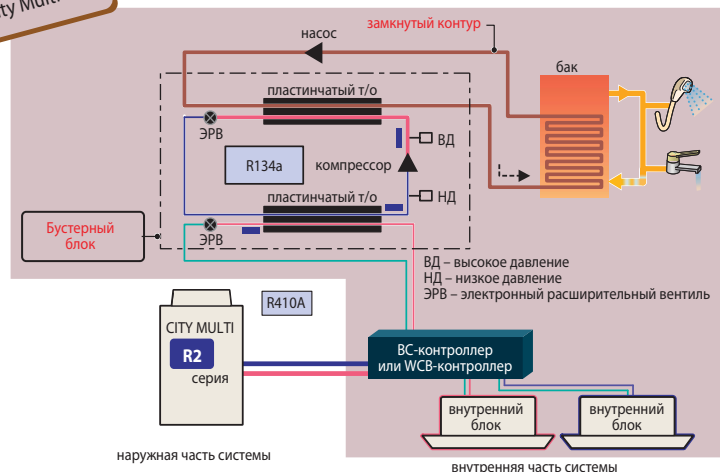 ty Multi
замкнутый контур
насос
бак
пластинчатый т/о
ЭРВ
ВД
R134a
компрессор
пластинчатый т/о
НД
Бустерный
блок
ЭРВ
ВД – высокое давление
НД – низкое давление
ЭРВ – электронный расширительный вентиль
R410A
CITY MULTI
R2
серия
BC-контроллер
или WCB-контроллер
внутренний
блок
внутренний
блок
наружная часть системы
внутренняя часть системы